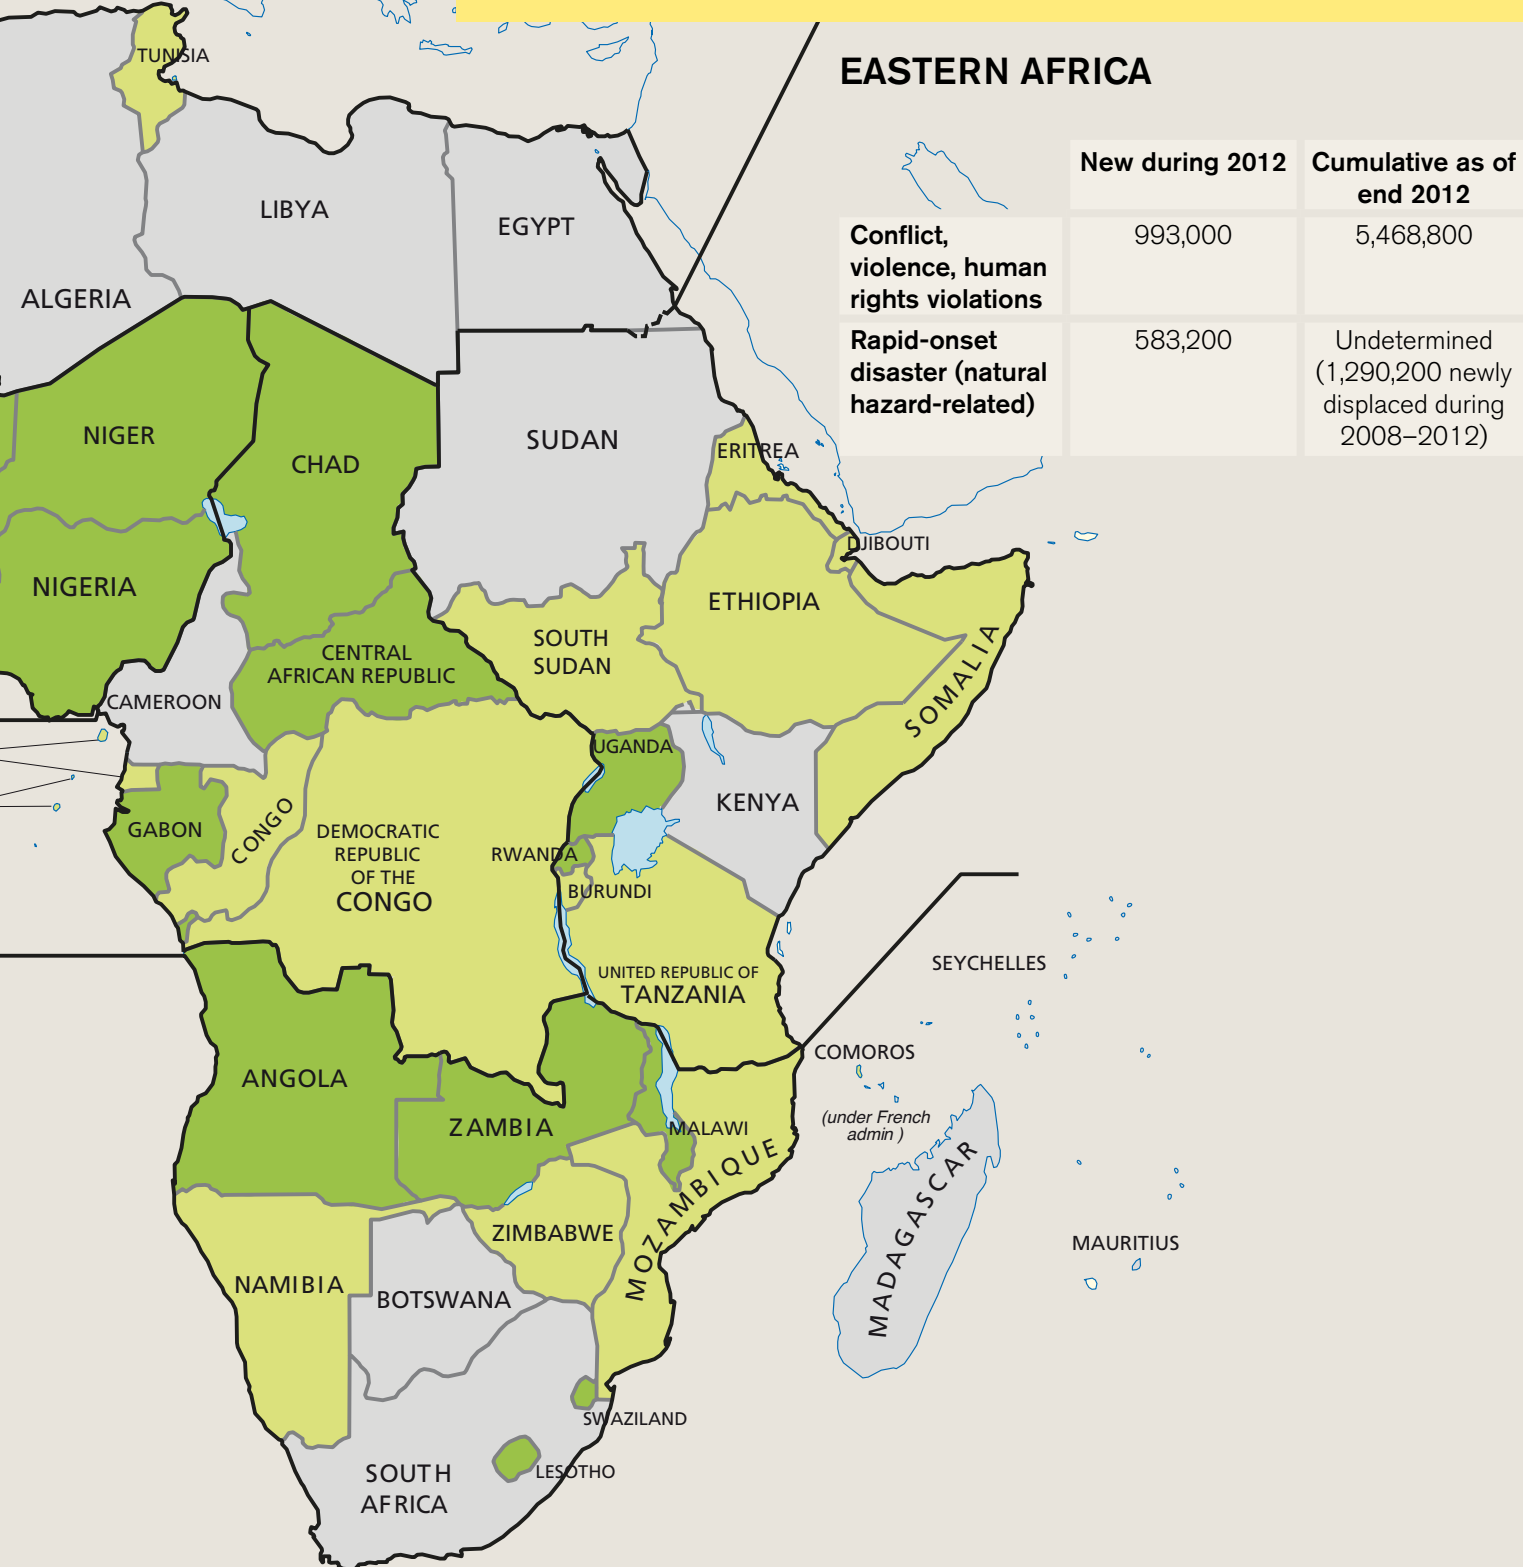 EASTERN AFRICA
New during 2012
Cumulative as of
end 2012
Conflict,
violence, human
rights violations
993,000
5,468,800
Rapid-onset
disaster (natural
hazard-related)
583,200
Undetermined
(1,290,200 newly
displaced during
2008–2012)
TUNISIA
LIBYA
EGYPT
ALGERIA
NIGER
CHAD
SUDAN
ERITREA
DJIBOUTI
NIGERIA
ETHIOPIA
SOUTH
SUDAN
SOMALIA
CENTRAL
AFRICAN REPUBLIC
CAMEROON
UGANDA
KENYA
GABON
CONGO
DEMOCRATIC
REPUBLIC
OF THE
CONGO
RWANDA
BURUNDI
UNITED REPUBLIC OF
TANZANIA
SEYCHELLES
COMOROS
(under French
admin )
ANGOLA
ZAMBIA
MALAWI
MOZAMBIQUE
MADAGASCAR
ZIMBABWE
MAURITIUS
NAMIBIA
BOTSWANA
SWAZILAND
LESOTHO
SOUTH
AFRICA